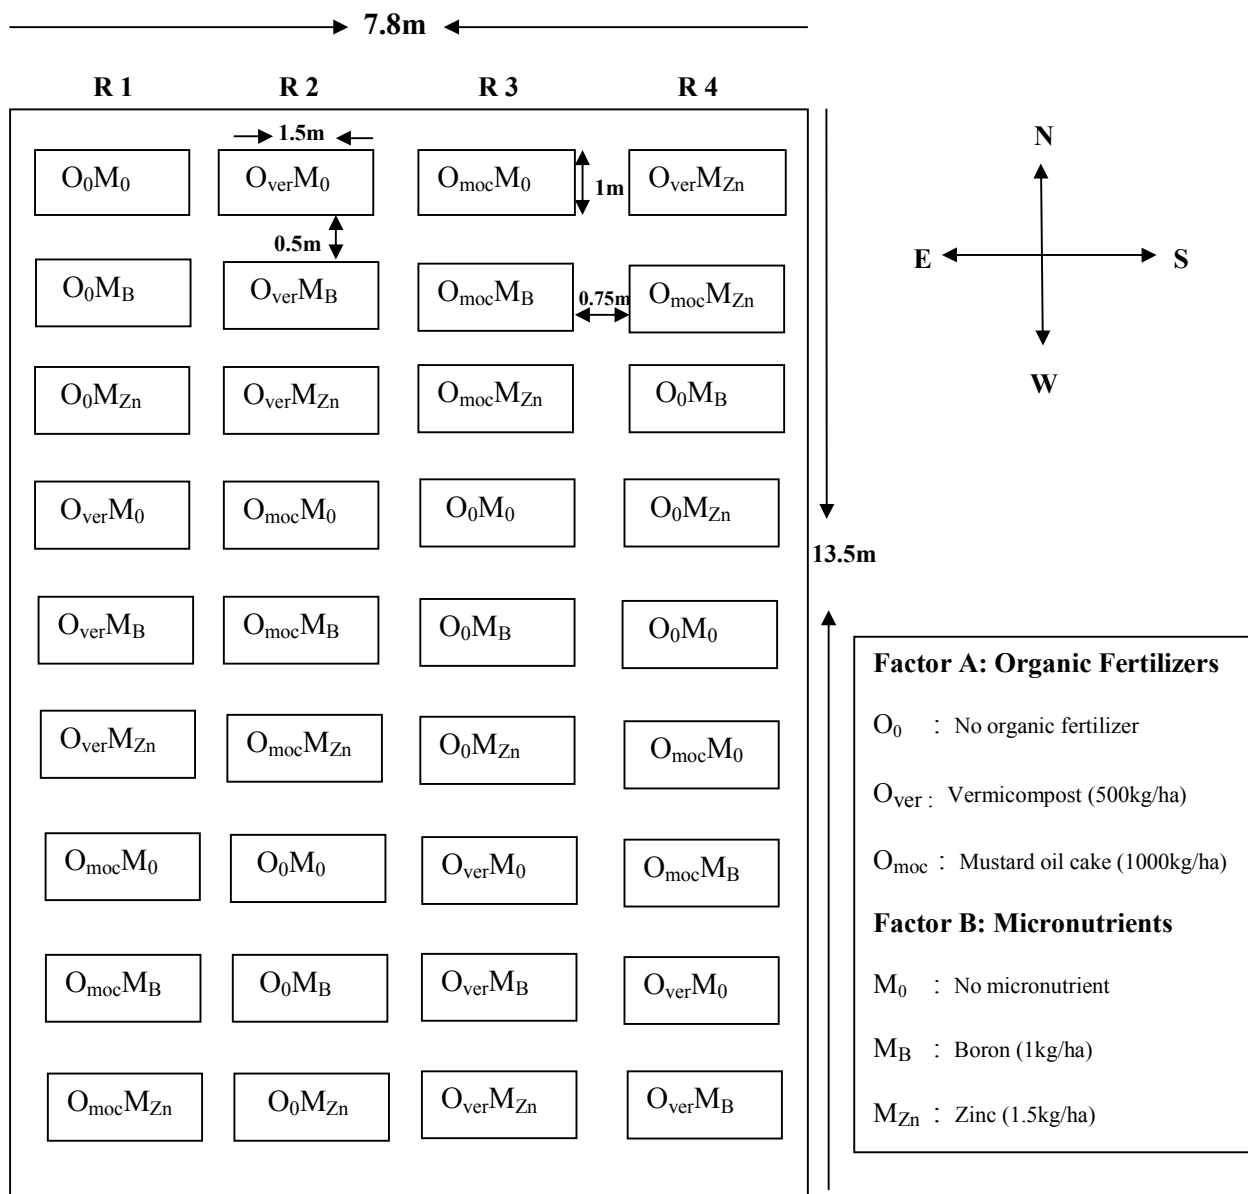 7.8m
R 1 R 2 R 3 R 4
1.5m
O₀M₀ OverM₀ OmocM₀ OverMZn
1m
0.5m
O₀MB OverMB OmocMB 0.75m OmocMZn
O₀MZn OverMZn OmocMZn O₀MB
OverM₀ OmocM₀ O₀M₀ O₀MZn
13.5m
OverMB OmocMB O₀MB O₀M₀
OverMZn OmocMZn O₀MZn OmocM₀
OmocM₀ O₀M₀ OverM₀ OmocMB
OmocMB O₀MB OverMB OverM₀
OmocMZn O₀MZn OverMZn OverMB
N
E S
W
Factor A: Organic Fertilizers
O₀ : No organic fertilizer
Over : Vermicompost (500kg/ha)
Omoc : Mustard oil cake (1000kg/ha)
Factor B: Micronutrients
M₀ : No micronutrient
MB : Boron (1kg/ha)
MZn : Zinc (1.5kg/ha)